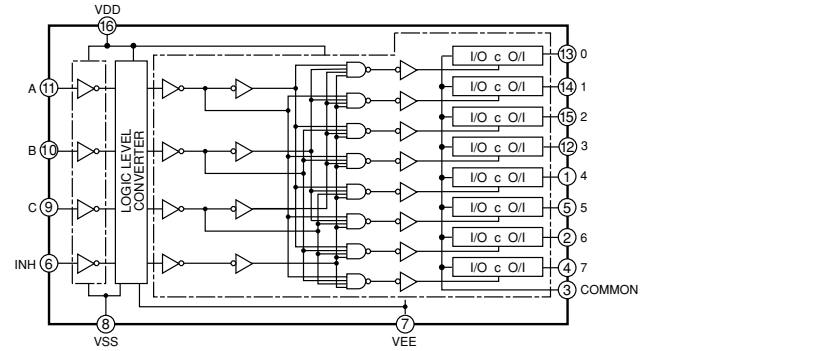 VDD
16
I/O c O/I 13 0
A 11 I/O c O/I 14 1
I/O c O/I 15 2
B 10 I/O c O/I 12 3
LOGIC LEVEL
CONVERTER
I/O c O/I 1 4
C 9 I/O c O/I 5 5
I/O c O/I 2 6
INH 6 I/O c O/I 4 7
3 COMMON
8 7
VSS VEE